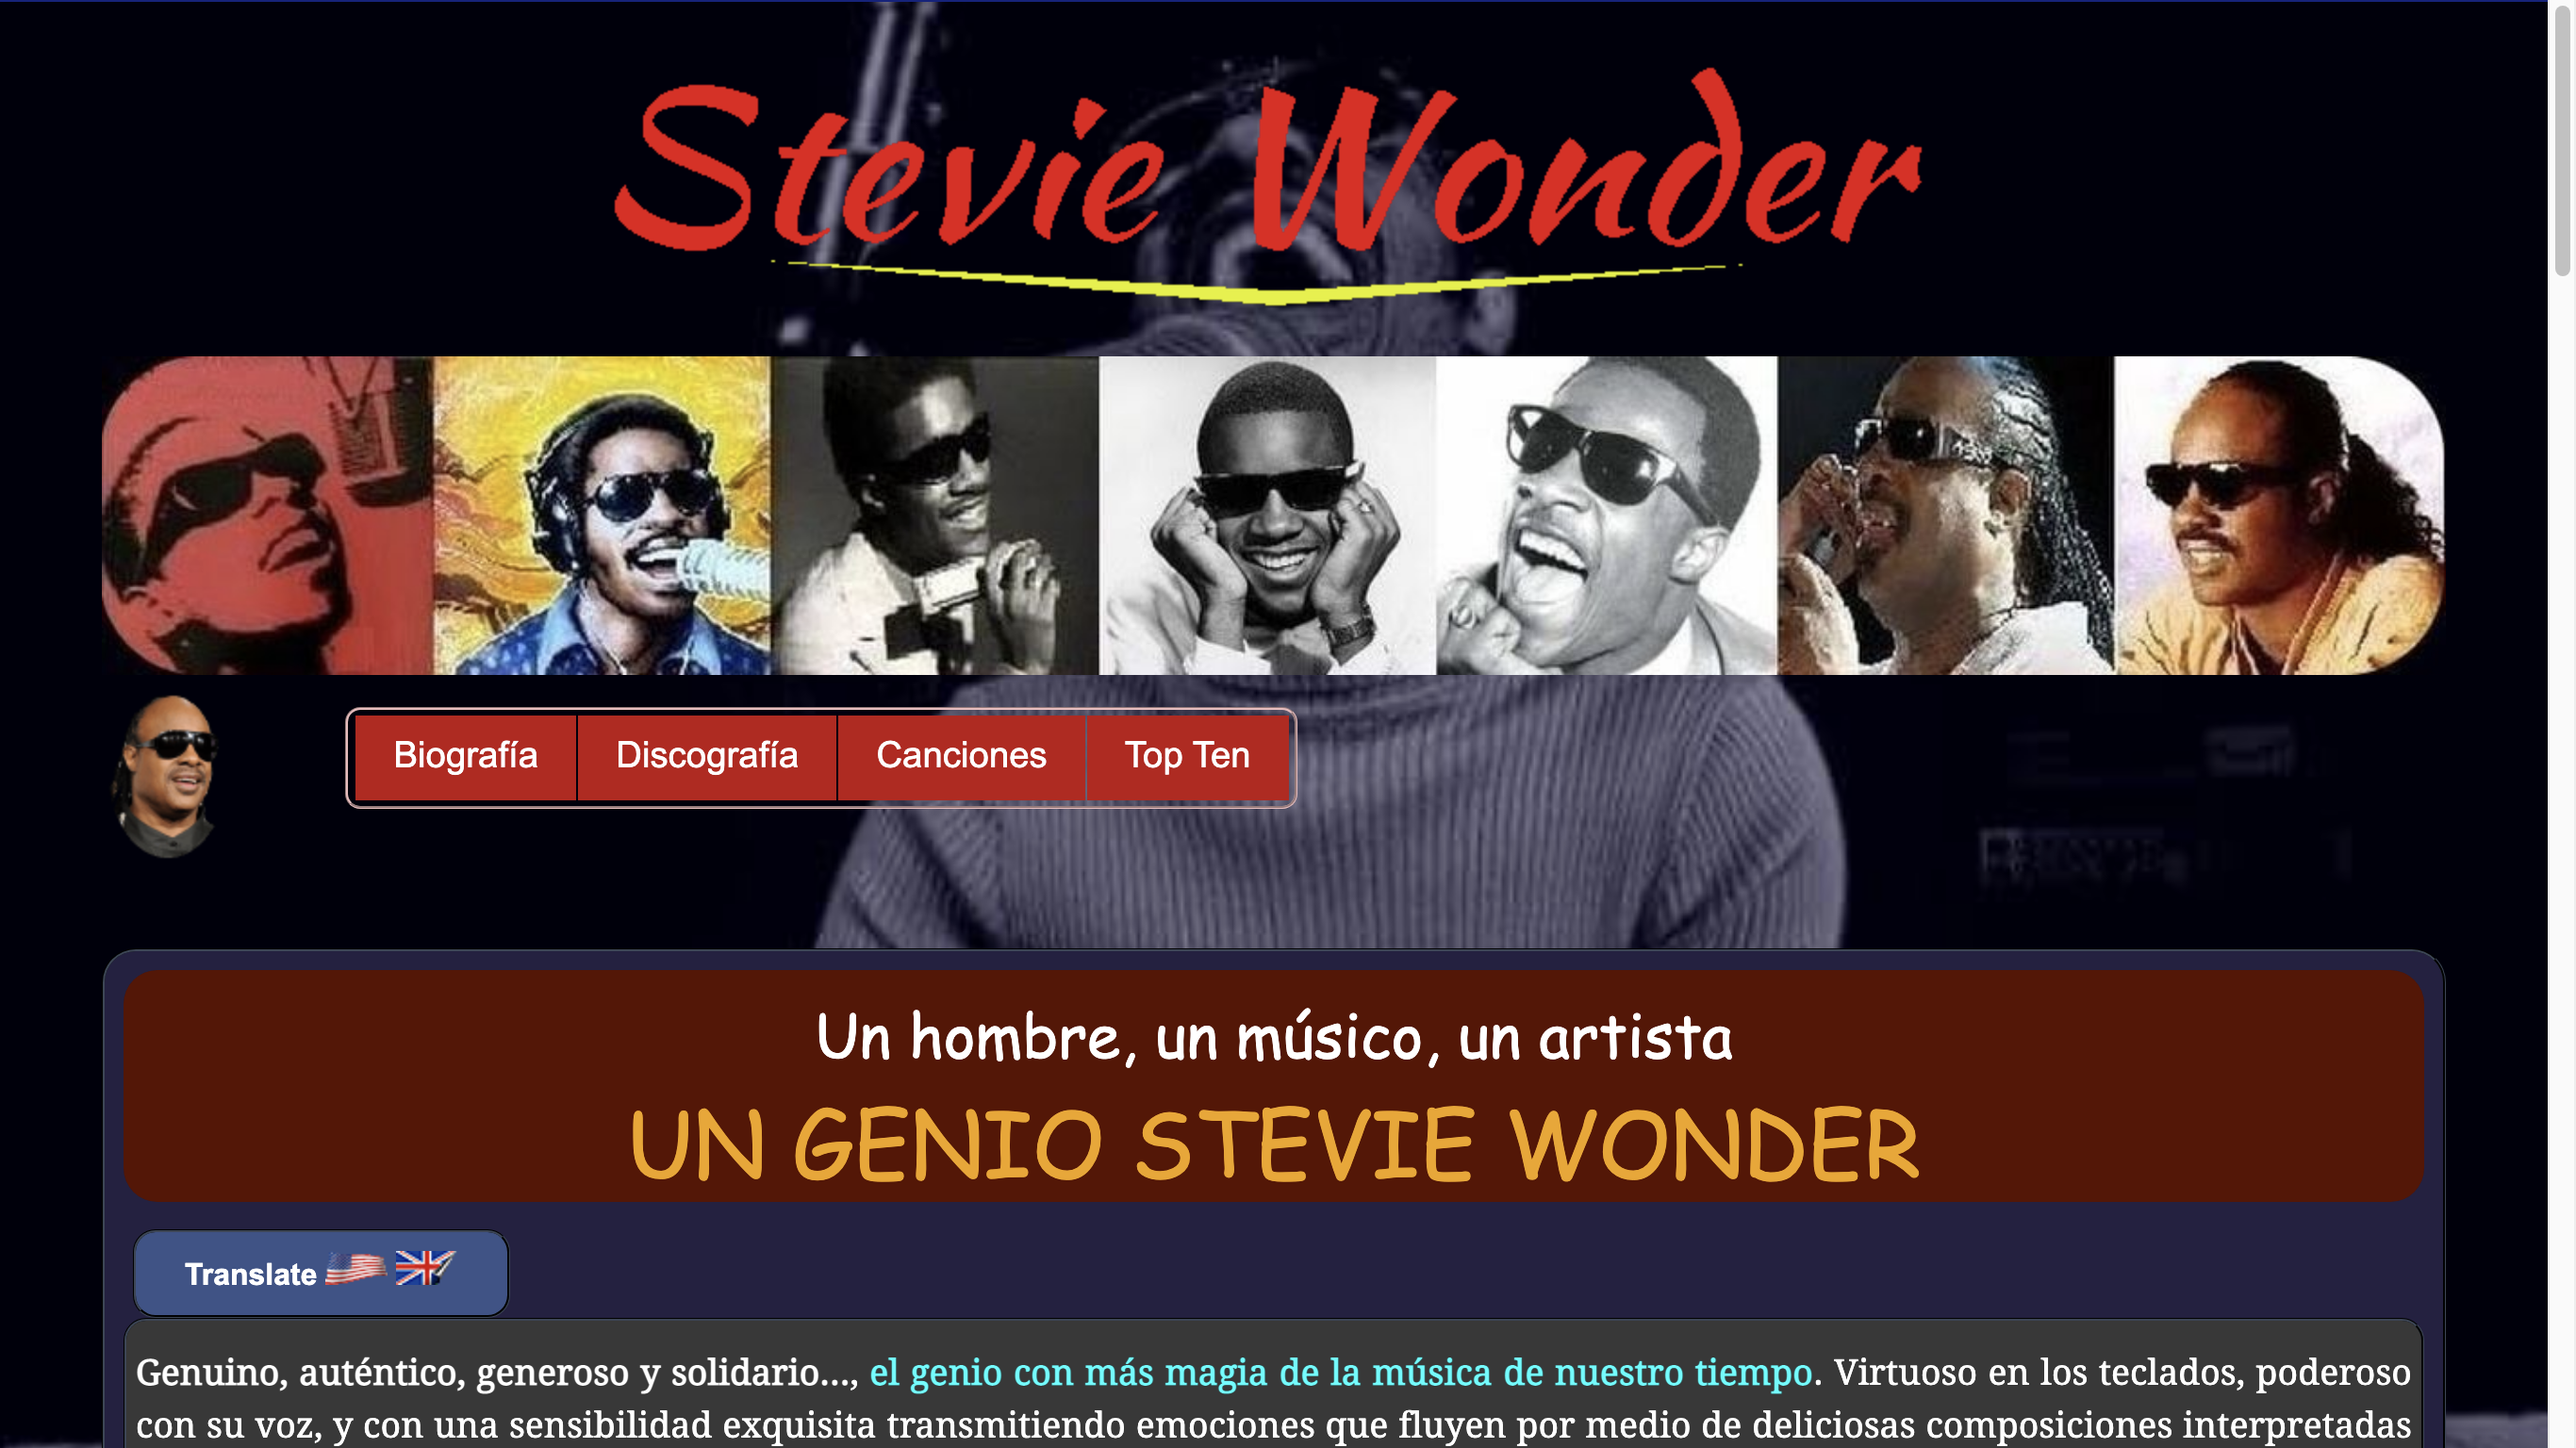 Stevie Wonder
Biografía
Discografía
Canciones
Top Ten
Un hombre, un músico, un artista
UN GENIO STEVIE WONDER
Translate
Genuino, auténtico, generoso y solidario..., el genio con más magia de la música de nuestro tiempo. Virtuoso en los teclados, poderoso
con su voz, y con una sensibilidad exquisita transmitiendo emociones que fluyen por medio de deliciosas composiciones interpretadas